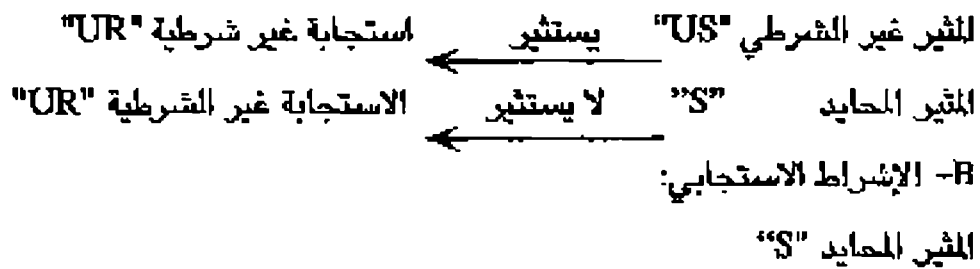 المثير غير الشرطي "US" يستثير استجابة غير شرطية "UR"
المثير المحايد "S" لا يستثير الاستجابة غير الشرطية "UR"
B- الإشراط الاستجابي:
المثير المحايد "S"